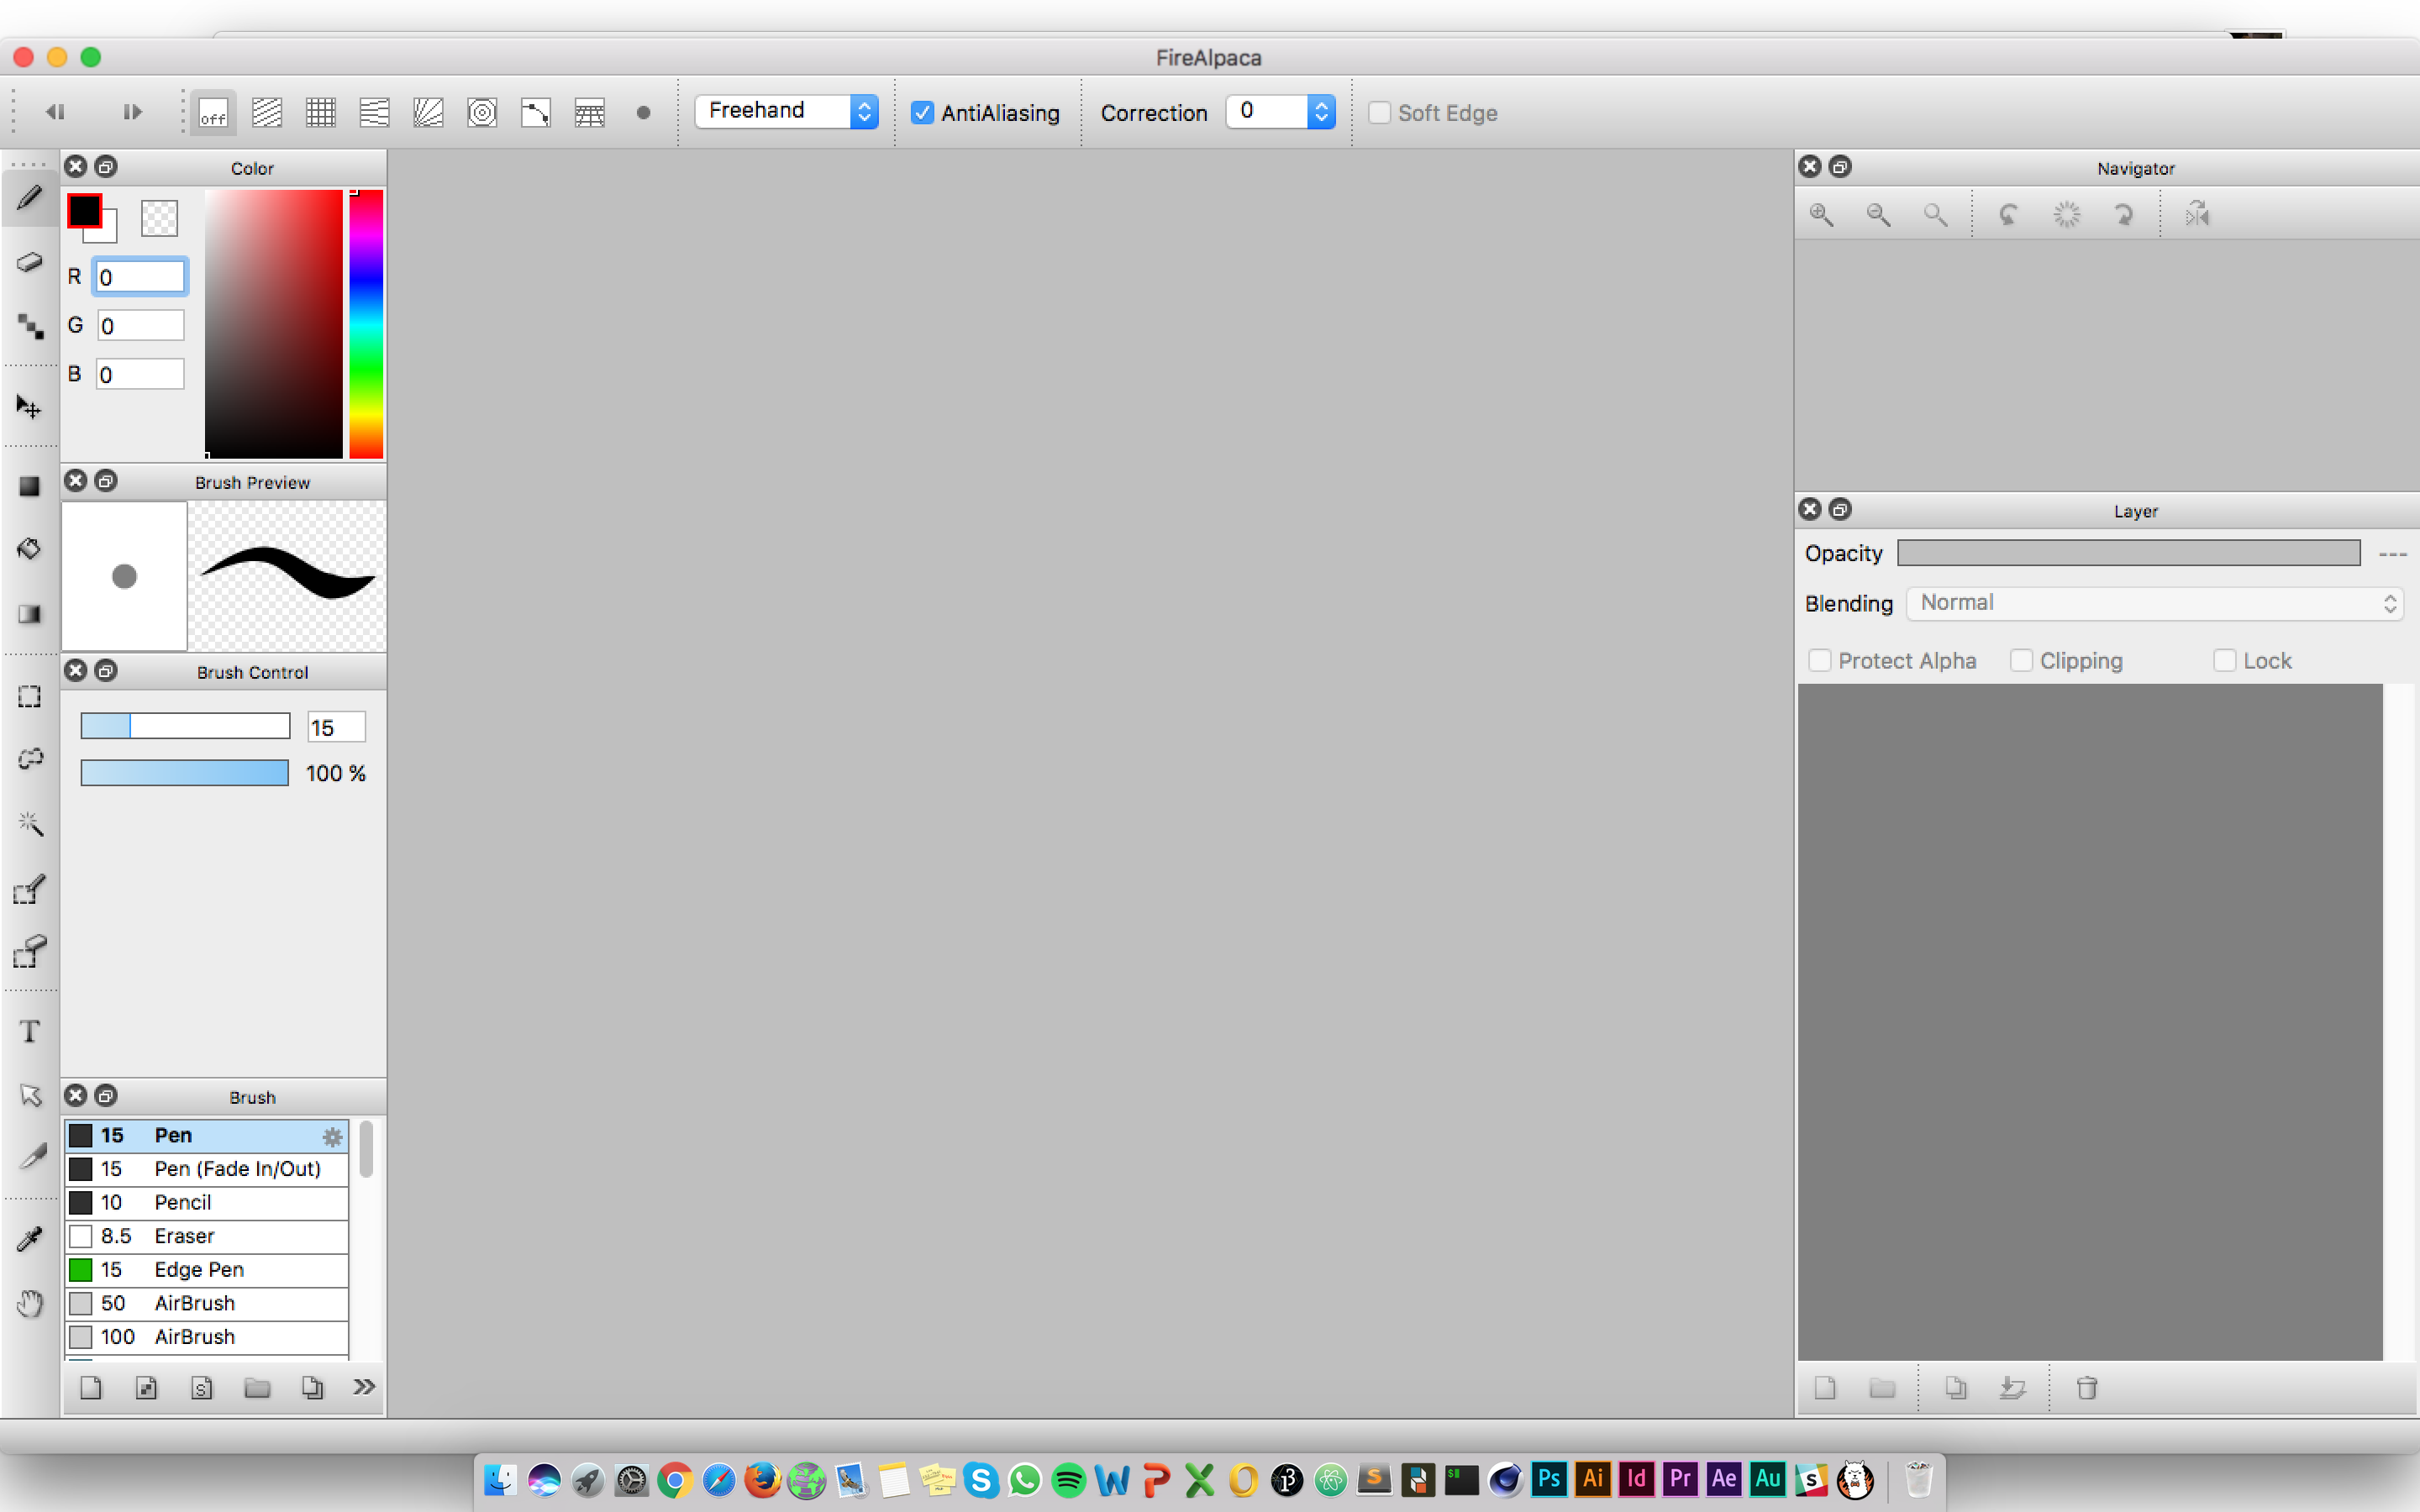 FireAlpaca
off
Freehand
AntiAliasing
Correction
0
Soft Edge
Color
R 0
G 0
B 0
Brush Preview
Brush Control
15
100 %
Brush
15 Pen
15 Pen (Fade In/Out)
10 Pencil
8.5 Eraser
15 Edge Pen
50 AirBrush
100 AirBrush
S
T
Navigator
Layer
Opacity ---
Blending Normal
Protect Alpha Clipping Lock
Ps Ai Id Pr Ae Au S